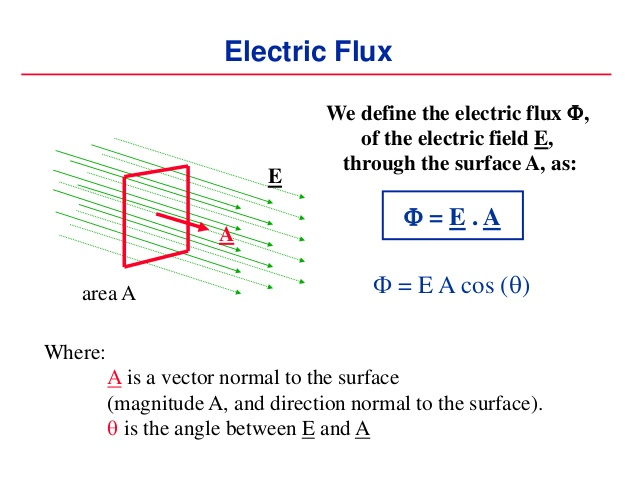 Electric Flux
We define the electric flux Φ,
of the electric field E,
through the surface A, as:
E
Φ = E . A
A
Φ = E A cos (θ)
area A
Where:
A is a vector normal to the surface
(magnitude A, and direction normal to the surface).
θ is the angle between E and A